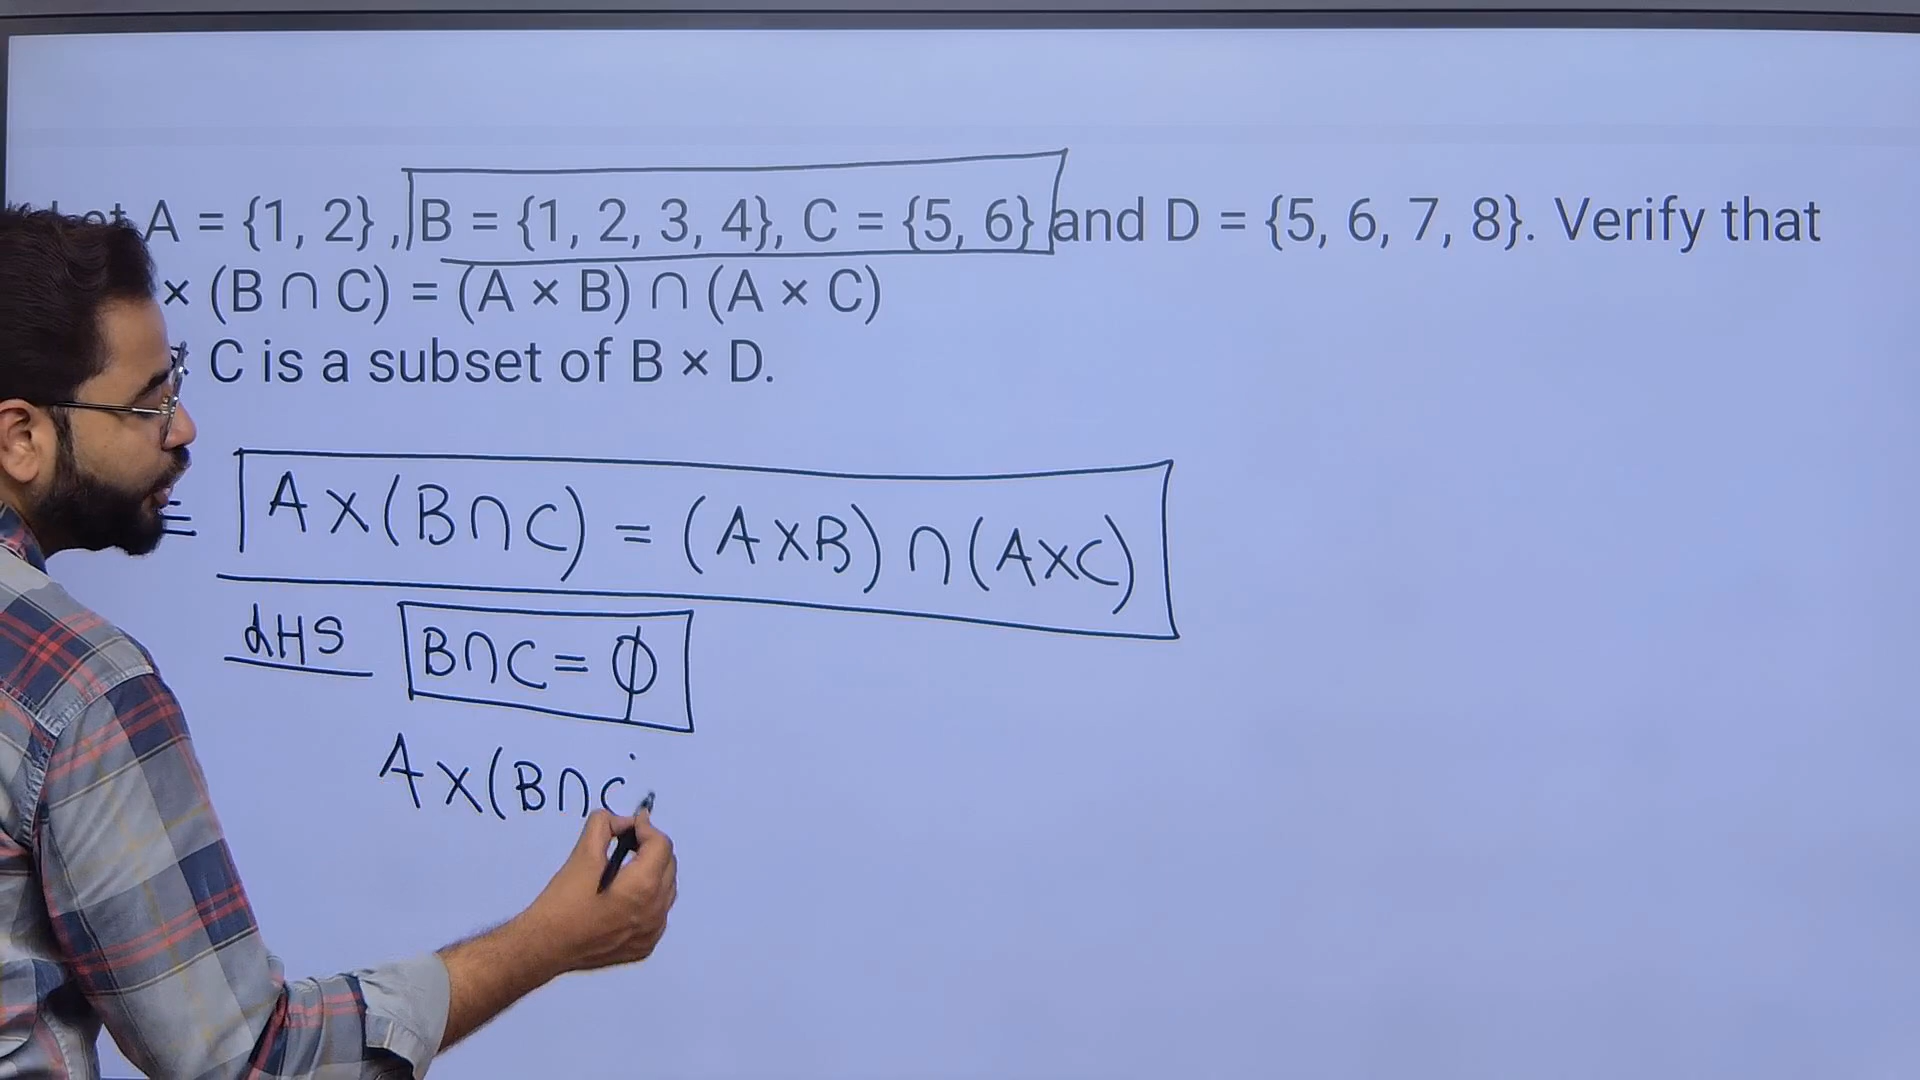 A = {1, 2} , B = {1, 2, 3, 4}, C = {5, 6} and D = {5, 6, 7, 8}. Verify that
× (B ∩ C) = (A × B) ∩ (A × C)
C is a subset of B × D.
A × (B ∩ C) = (A × B) ∩ (A × C)
LHS B ∩ C = ϕ
A × (B ∩ C